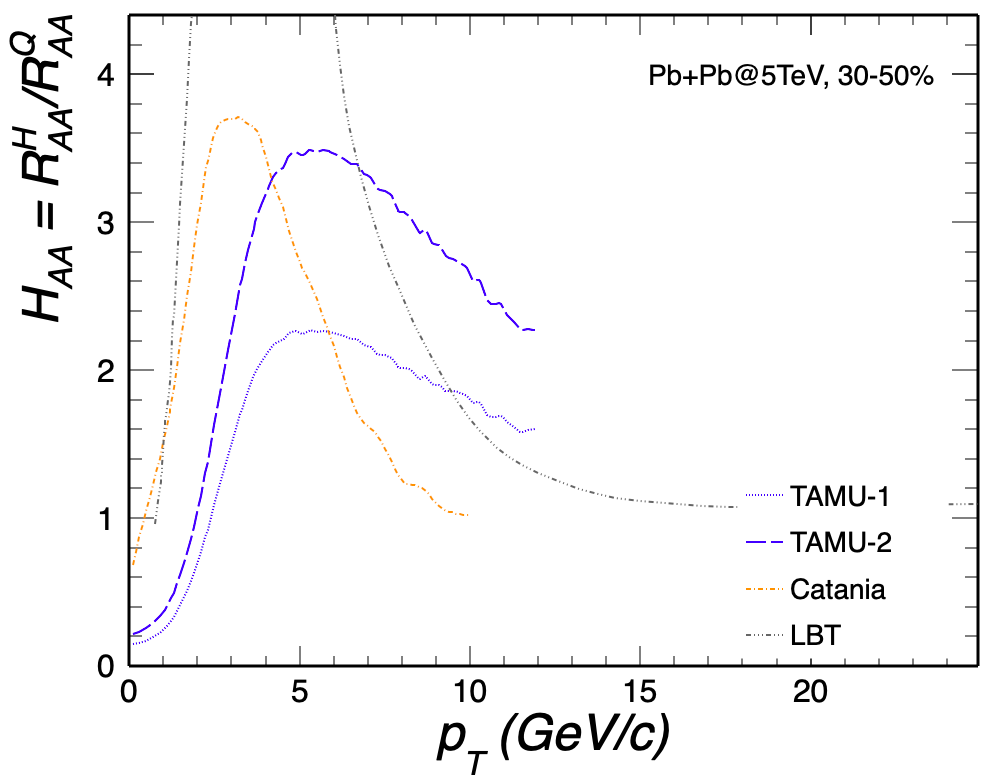 H_AA = R^H_AA/R^Q_AA
Pb+Pb@5TeV, 30-50%
4
3
2
1
0
TAMU-1
TAMU-2
Catania
LBT
0 5 10 15 20
p_T (GeV/c)